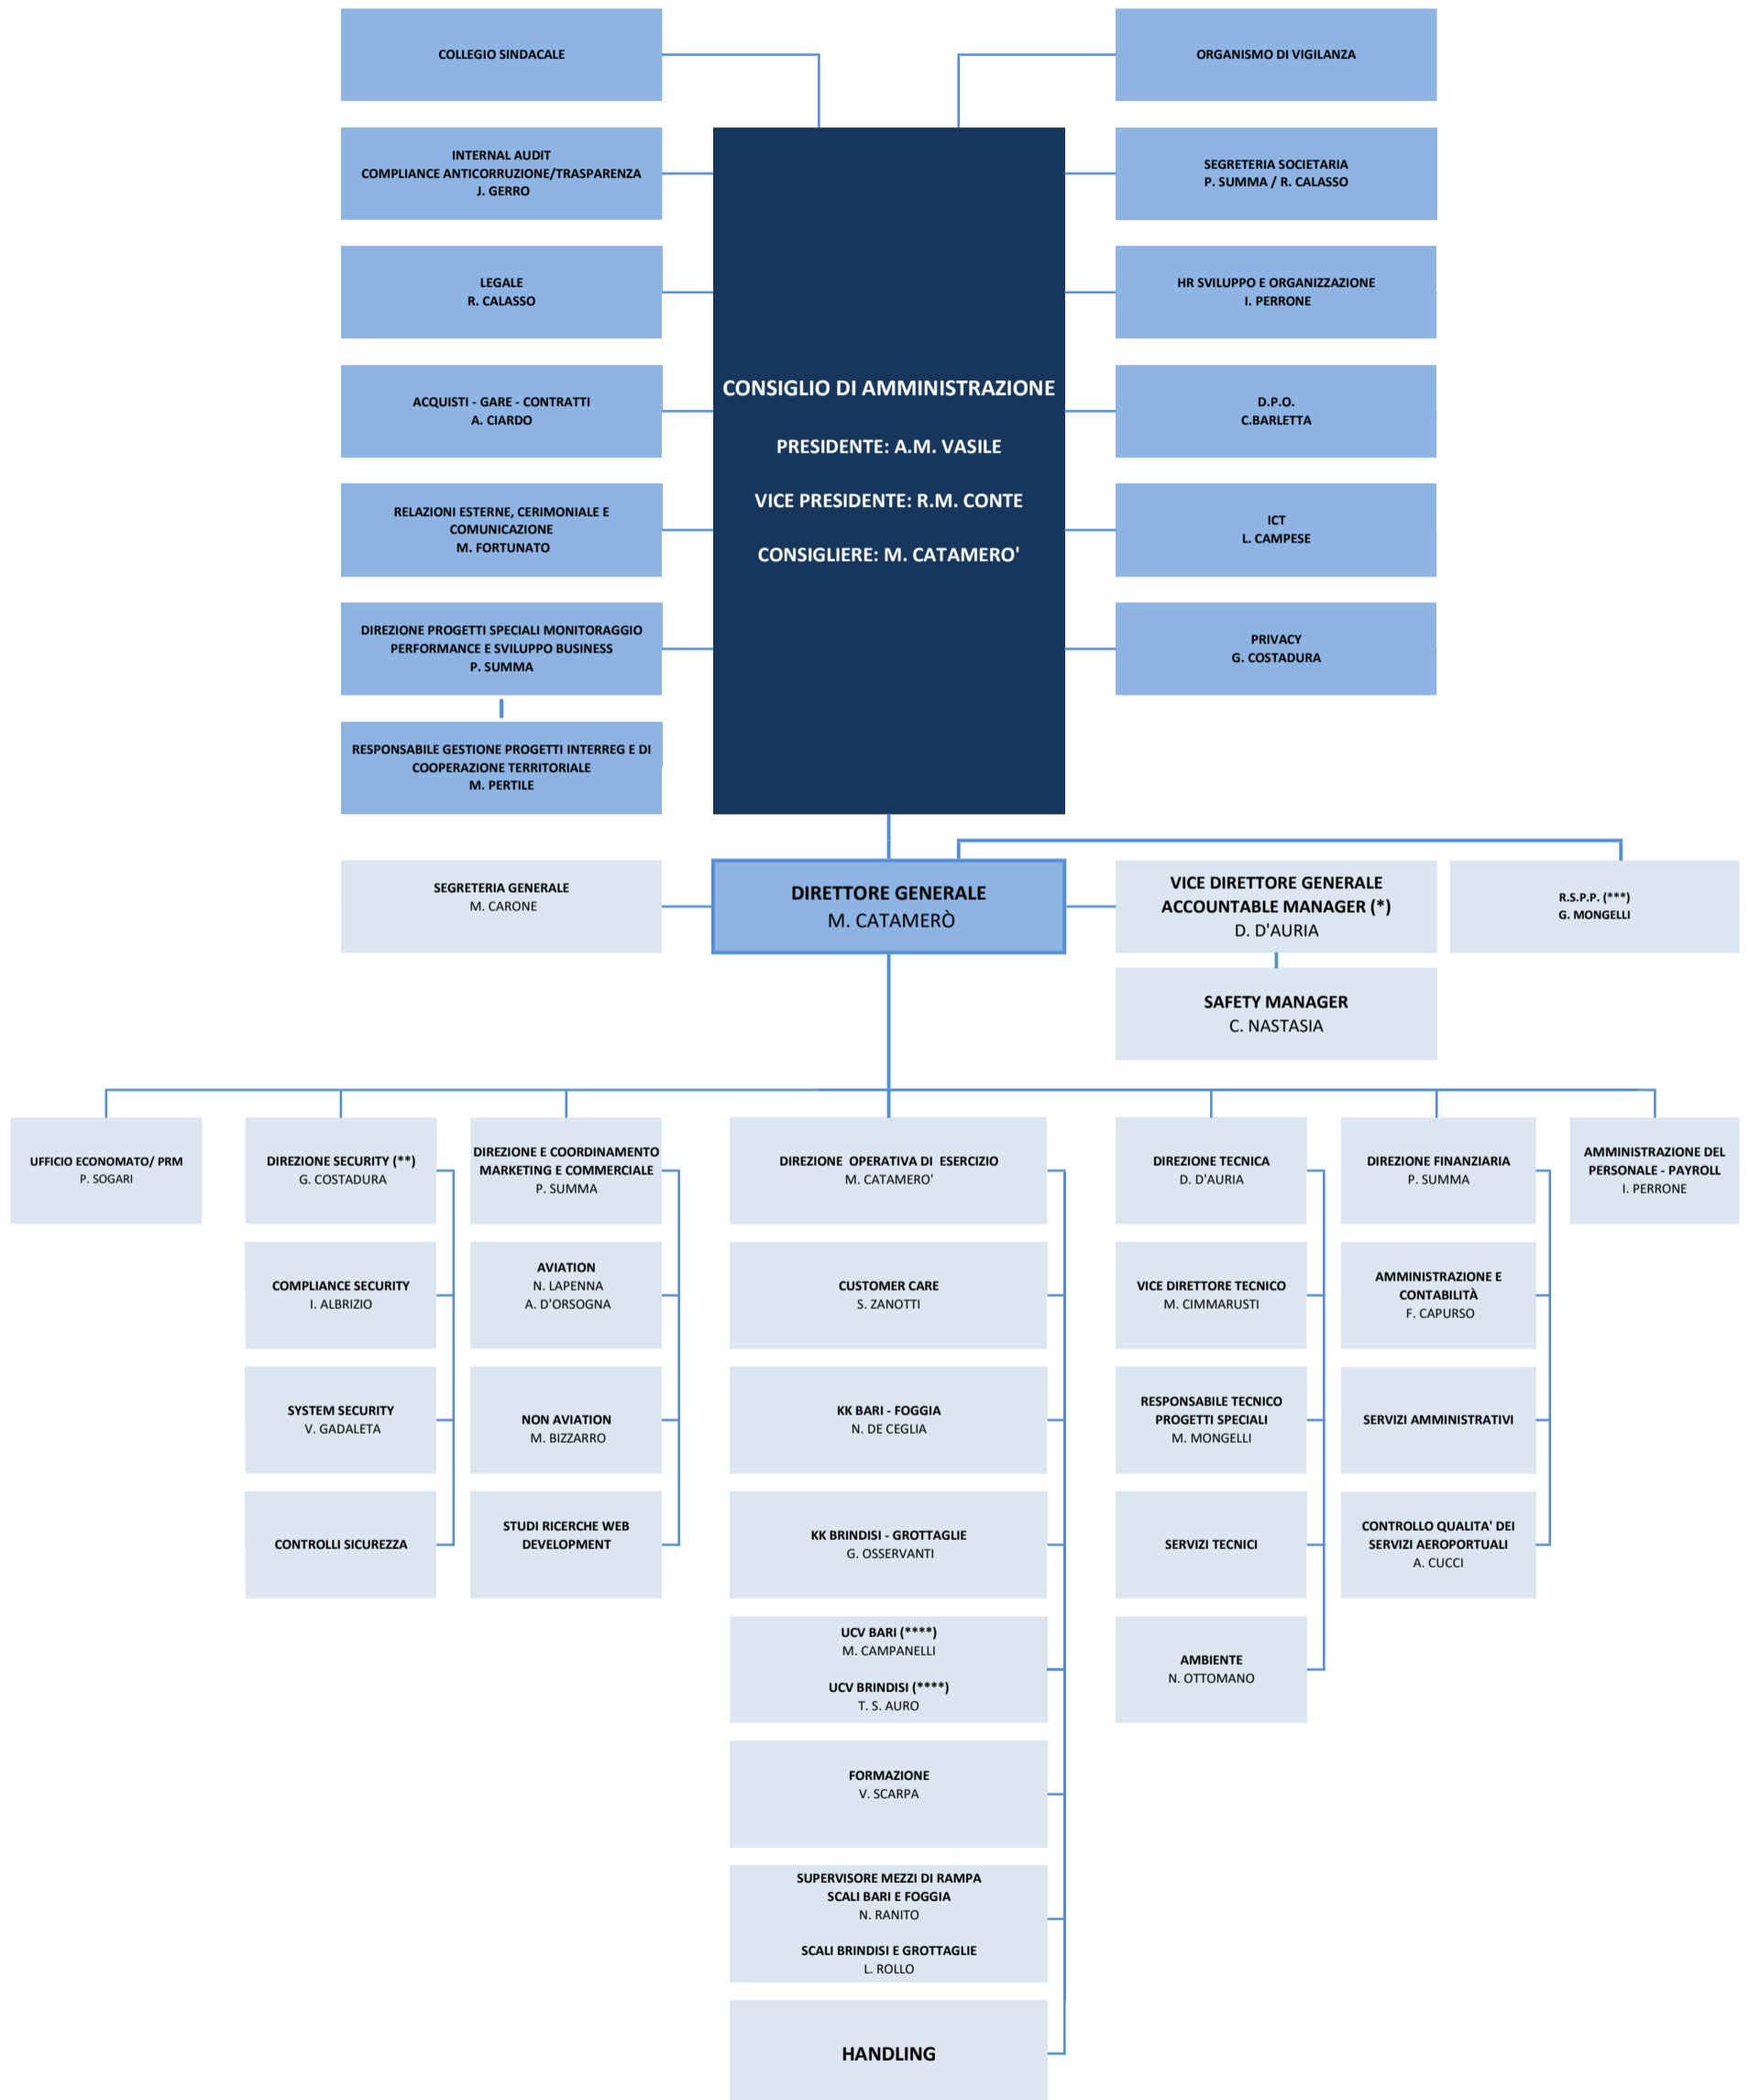 COLLEGIO SINDACALE
ORGANISMO DI VIGILANZA
INTERNAL AUDIT
COMPLIANCE ANTICORRUZIONE/TRASPARENZA
J. GERRO
SEGRETERIA SOCIETARIA
P. SUMMA / R. CALASSO
LEGALE
R. CALASSO
HR SVILUPPO E ORGANIZZAZIONE
I. PERRONE
ACQUISTI - GARE - CONTRATTI
A. CIARDO
CONSIGLIO DI AMMINISTRAZIONE
PRESIDENTE: A.M. VASILE
VICE PRESIDENTE: R.M. CONTE
CONSIGLIERE: M. CATAMERO'
D.P.O.
C.BARLETTA
RELAZIONI ESTERNE, CERIMONIALE E
COMUNICAZIONE
M. FORTUNATO
ICT
L. CAMPESE
DIREZIONE PROGETTI SPECIALI MONITORAGGIO
PERFORMANCE E SVILUPPO BUSINESS
P. SUMMA
PRIVACY
G. COSTADURA
RESPONSABILE GESTIONE PROGETTI INTERREG E DI
COOPERAZIONE TERRITORIALE
M. PERTILE
SEGRETERIA GENERALE
M. CARONE
DIRETTORE GENERALE
M. CATAMERÒ
VICE DIRETTORE GENERALE
ACCOUNTABLE MANAGER (*)
D. D'AURIA
R.S.P.P. (***)
G. MONGELLI
SAFETY MANAGER
C. NASTASIA
UFFICIO ECONOMATO/ PRM
P. SOGARI
DIREZIONE SECURITY (**)
G. COSTADURA
DIREZIONE E COORDINAMENTO
MARKETING E COMMERCIALE
P. SUMMA
DIREZIONE OPERATIVA DI ESERCIZIO
M. CATAMERO'
DIREZIONE TECNICA
D. D'AURIA
DIREZIONE FINANZIARIA
P. SUMMA
AMMINISTRAZIONE DEL
PERSONALE - PAYROLL
I. PERRONE
COMPLIANCE SECURITY
I. ALBRIZIO
AVIATION
N. LAPENNA
A. D'ORSOGNA
CUSTOMER CARE
S. ZANOTTI
VICE DIRETTORE TECNICO
M. CIMMARUSTI
AMMINISTRAZIONE E
CONTABILITÀ
F. CAPURSO
SYSTEM SECURITY
V. GADALETA
NON AVIATION
M. BIZZARRO
KK BARI - FOGGIA
N. DE CEGLIA
RESPONSABILE TECNICO
PROGETTI SPECIALI
M. MONGELLI
SERVIZI AMMINISTRATIVI
CONTROLLI SICUREZZA
STUDI RICERCHE WEB
DEVELOPMENT
KK BRINDISI - GROTTAGLIE
G. OSSERVANTI
SERVIZI TECNICI
CONTROLLO QUALITA' DEI
SERVIZI AEROPORTUALI
A. CUCCI
UCV BARI (****)
M. CAMPANELLI
UCV BRINDISI (****)
T. S. AURO
AMBIENTE
N. OTTOMANO
FORMAZIONE
V. SCARPA
SUPERVISORE MEZZI DI RAMPA
SCALI BARI E FOGGIA
N. RANITO
SCALI BRINDISI E GROTTAGLIE
L. ROLLO
HANDLING